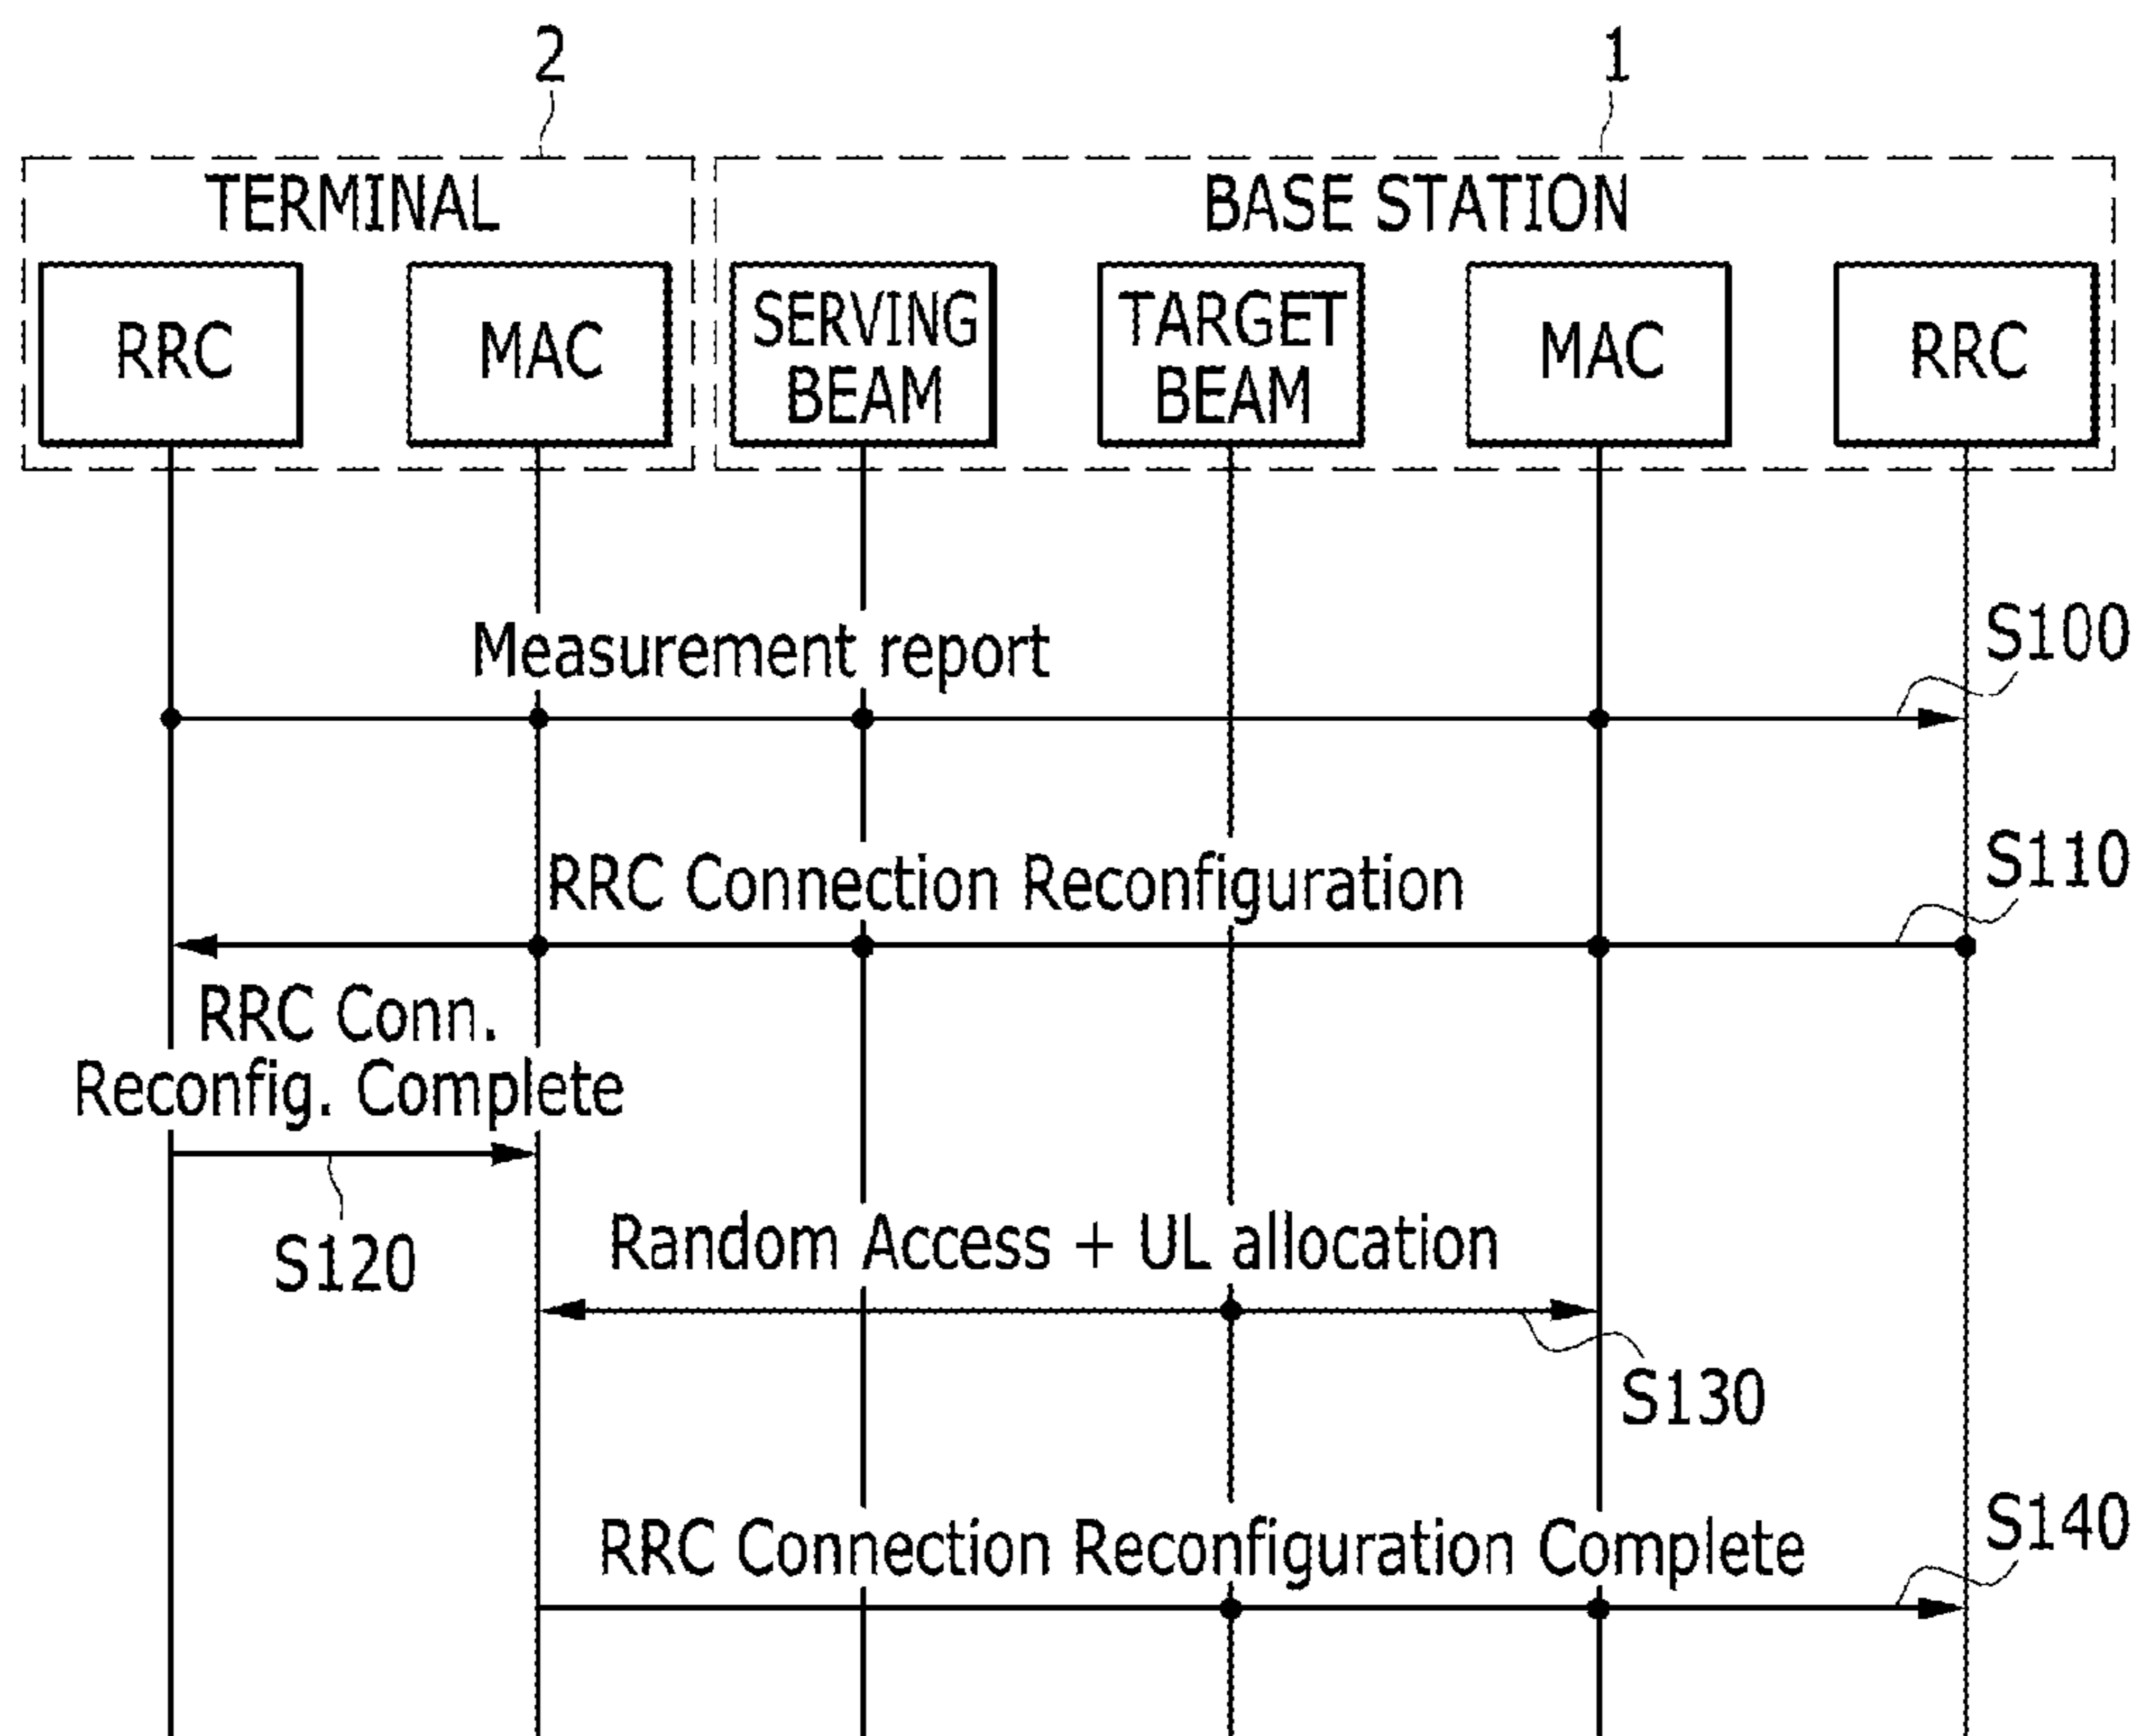 2
1
TERMINAL
BASE STATION
RRC
MAC
SERVING
BEAM
TARGET
BEAM
MAC
RRC
Measurement report
S100
RRC Connection Reconfiguration
S110
RRC Conn.
Reconfig. Complete
S120
Random Access + UL allocation
S130
RRC Connection Reconfiguration Complete
S140